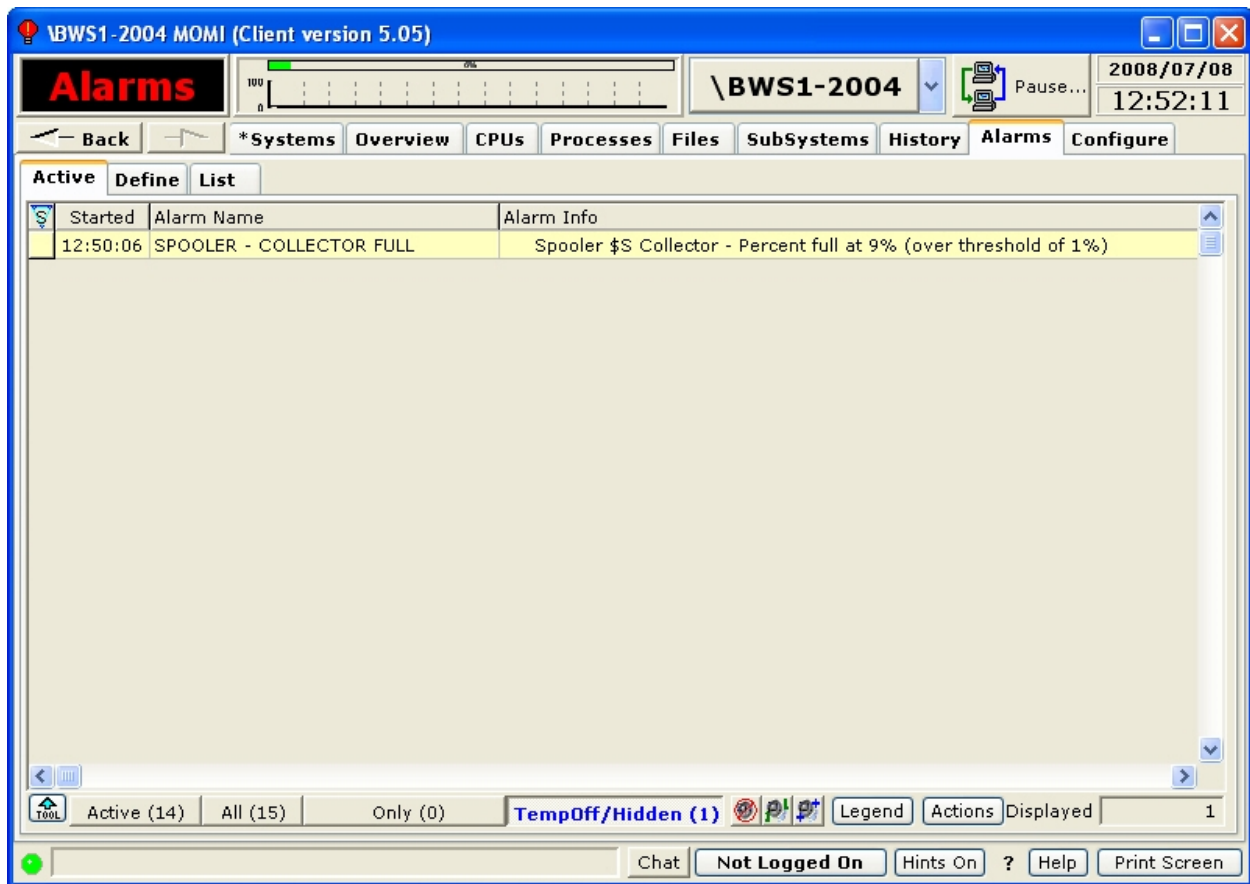 \BWS1-2004 MOMI (Client version 5.05)
Alarms
0%
100
0
\BWS1-2004
Pause...
2008/07/08
12:52:11
Back
*Systems Overview CPUs Processes Files SubSystems History Alarms Configure
Active Define List
S Started Alarm Name Alarm Info
12:50:06 SPOOLER - COLLECTOR FULL Spooler $S Collector - Percent full at 9% (over threshold of 1%)
TOOL Active (14) All (15) Only (0) TempOff/Hidden (1) Legend Actions Displayed 1
Chat Not Logged On Hints On ? Help Print Screen